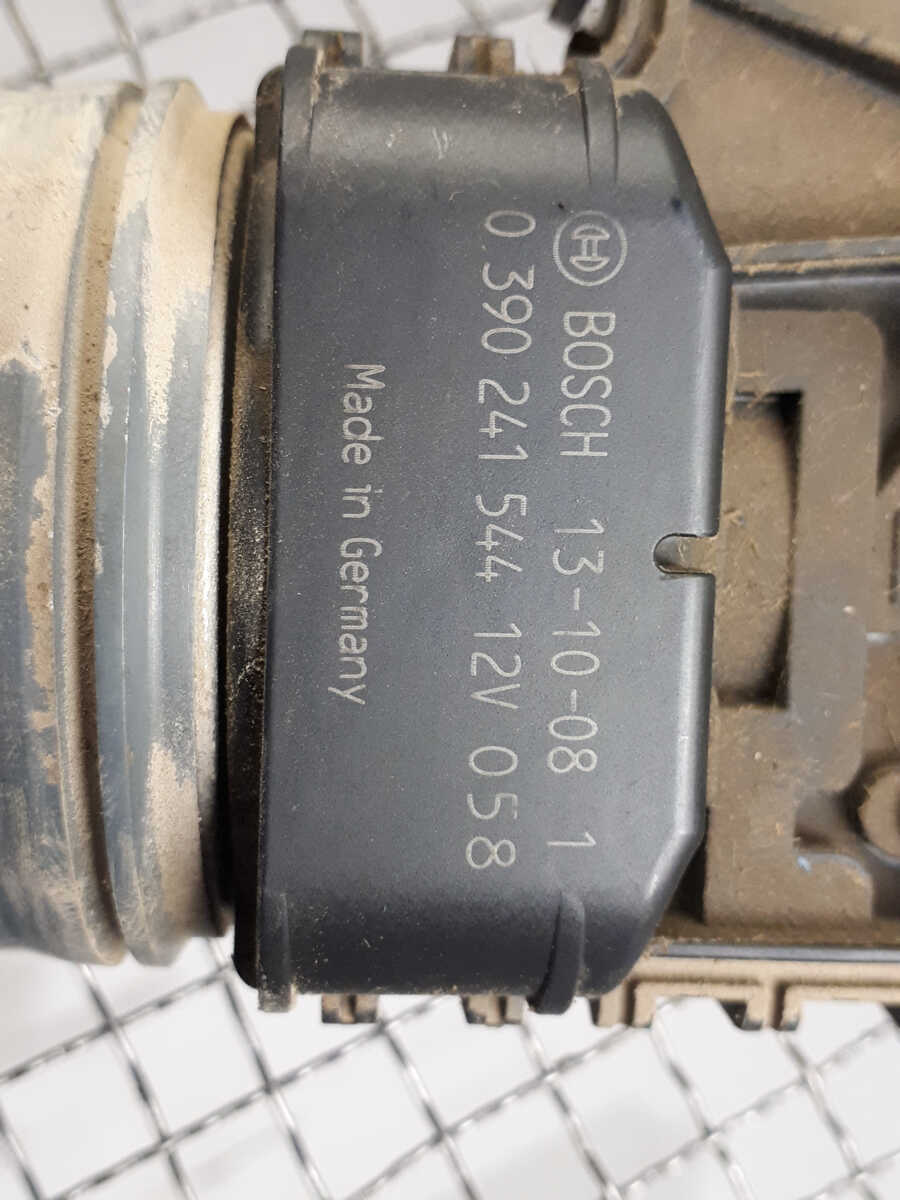 BOSCH 13-10-08 1
0 390 241 544 12V 058
Made in Germany